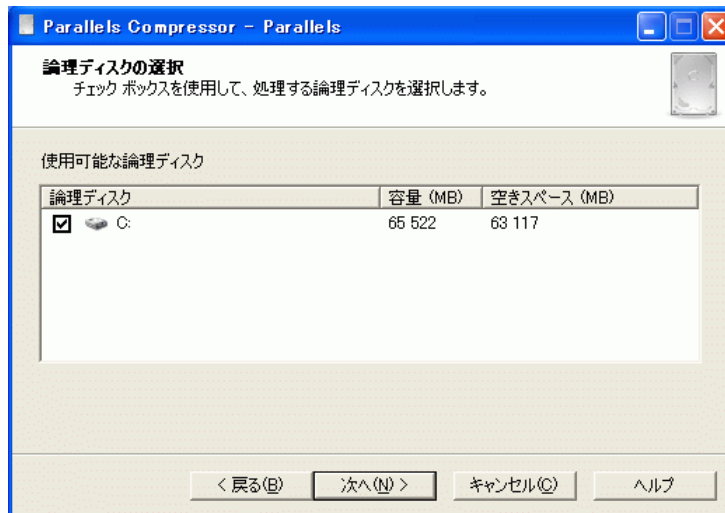 Parallels Compressor - Parallels
論理ディスクの選択
チェック ボックスを使用して、処理する論理ディスクを選択します。
使用可能な論理ディスク
論理ディスク 容量 (MB) 空きスペース (MB)
C: 65 522 63 117
< 戻る(B) 次へ(N) > キャンセル(C) ヘルプ